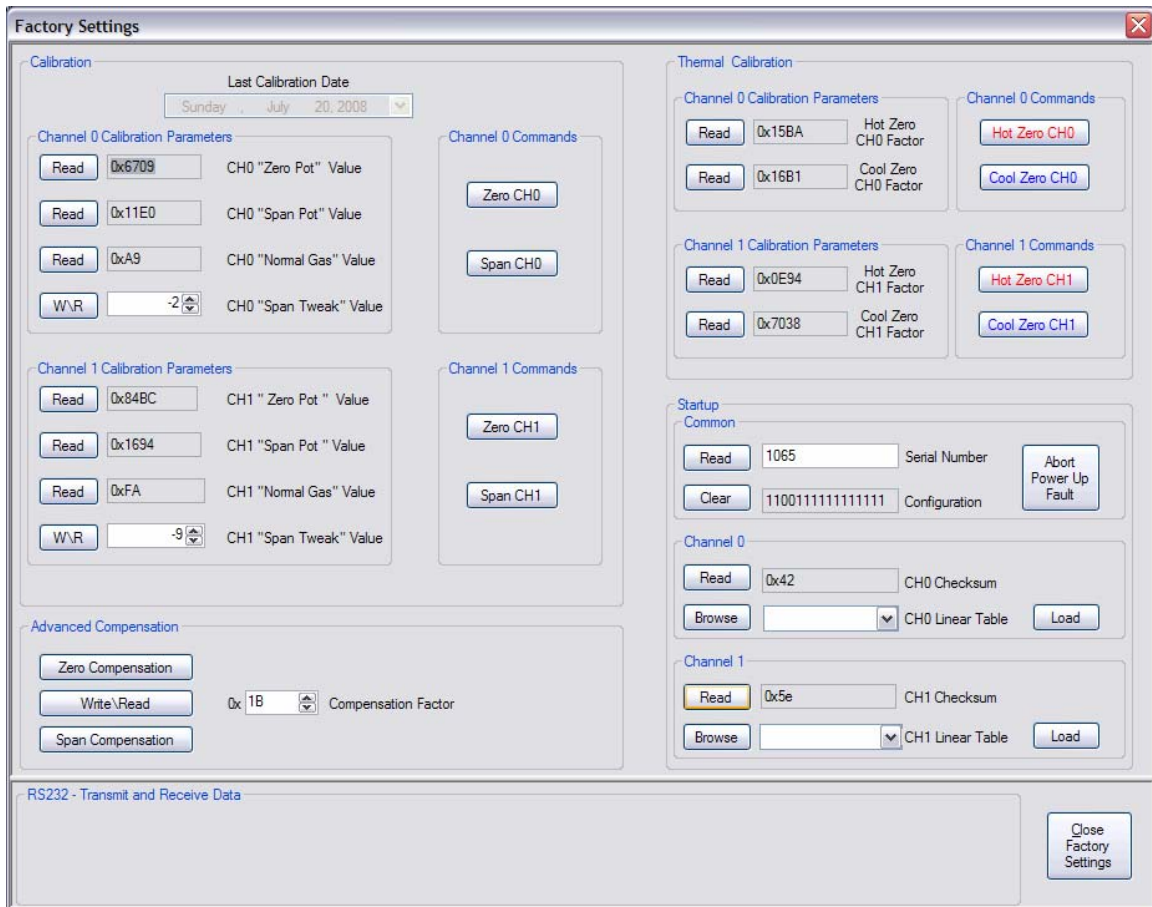 Factory Settings
Calibration
Last Calibration Date
Sunday , July 20, 2008
Channel 0 Calibration Parameters
Read 0x6709 CH0 "Zero Pot" Value
Read 0x11E0 CH0 "Span Pot" Value
Read 0xA9 CH0 "Normal Gas" Value
W\R -2 CH0 "Span Tweak" Value
Channel 0 Commands
Zero CH0
Span CH0
Channel 1 Calibration Parameters
Read 0x84BC CH1 " Zero Pot " Value
Read 0x1694 CH1 "Span Pot " Value
Read 0xFA CH1 "Normal Gas" Value
W\R -9 CH1 "Span Tweak" Value
Channel 1 Commands
Zero CH1
Span CH1
Advanced Compensation
Zero Compensation
Write\Read 0x 1B Compensation Factor
Span Compensation
Thermal Calibration
Channel 0 Calibration Parameters
Read 0x15BA Hot Zero
CH0 Factor
Read 0x16B1 Cool Zero
CH0 Factor
Channel 0 Commands
Hot Zero CH0
Cool Zero CH0
Channel 1 Calibration Parameters
Read 0x0E94 Hot Zero
CH1 Factor
Read 0x7038 Cool Zero
CH1 Factor
Channel 1 Commands
Hot Zero CH1
Cool Zero CH1
Startup
Common
Read 1065 Serial Number
Clear 1100111111111111 Configuration
Abort
Power Up
Fault
Channel 0
Read 0x42 CH0 Checksum
Browse CH0 Linear Table Load
Channel 1
Read 0x5e CH1 Checksum
Browse CH1 Linear Table Load
RS232 - Transmit and Receive Data
Close
Factory
Settings